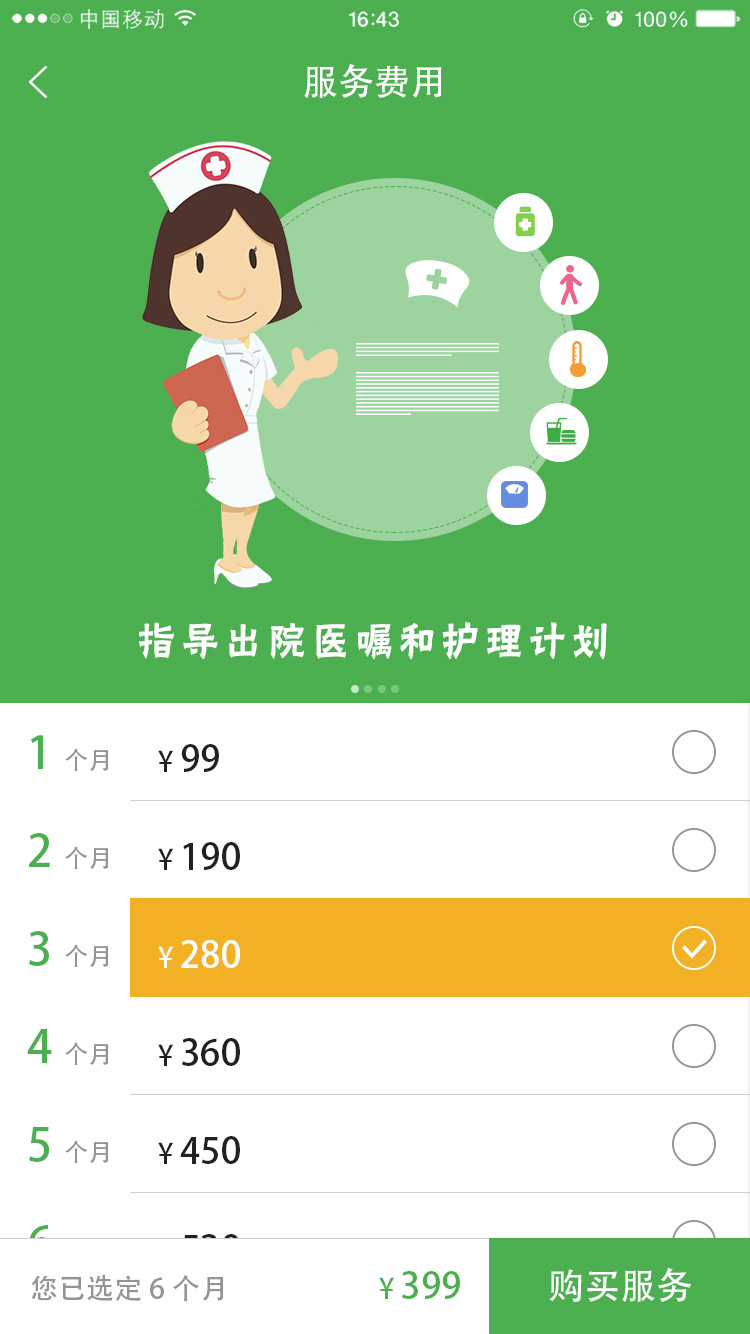 中国移动 16:43 100%
服务费用
指导出院医嘱和护理计划
1 个月 ¥ 99
2 个月 ¥ 190
3 个月 ¥ 280
4 个月 ¥ 360
5 个月 ¥ 450
您已选定 6 个月 ¥ 399 购买服务